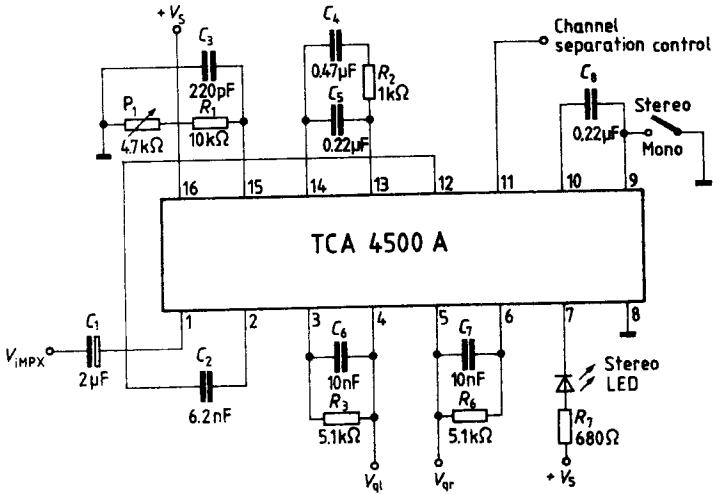 + Vs
C3
220pF
P1
4.7kΩ
R1
10kΩ
C4
0.47µF
R2
1kΩ
C5
0.22µF
Channel
separation control
C8
0.22µF
Stereo
Mono
16 15 14 13 12 11 10 9
TCA 4500 A
1 2 3 4 5 6 7 8
ViMPX
C1
2µF
C2
6.2nF
C6
10nF
R3
5.1kΩ
C7
10nF
R6
5.1kΩ
Stereo
LED
R7
680Ω
Vql
Vqr
+ Vs